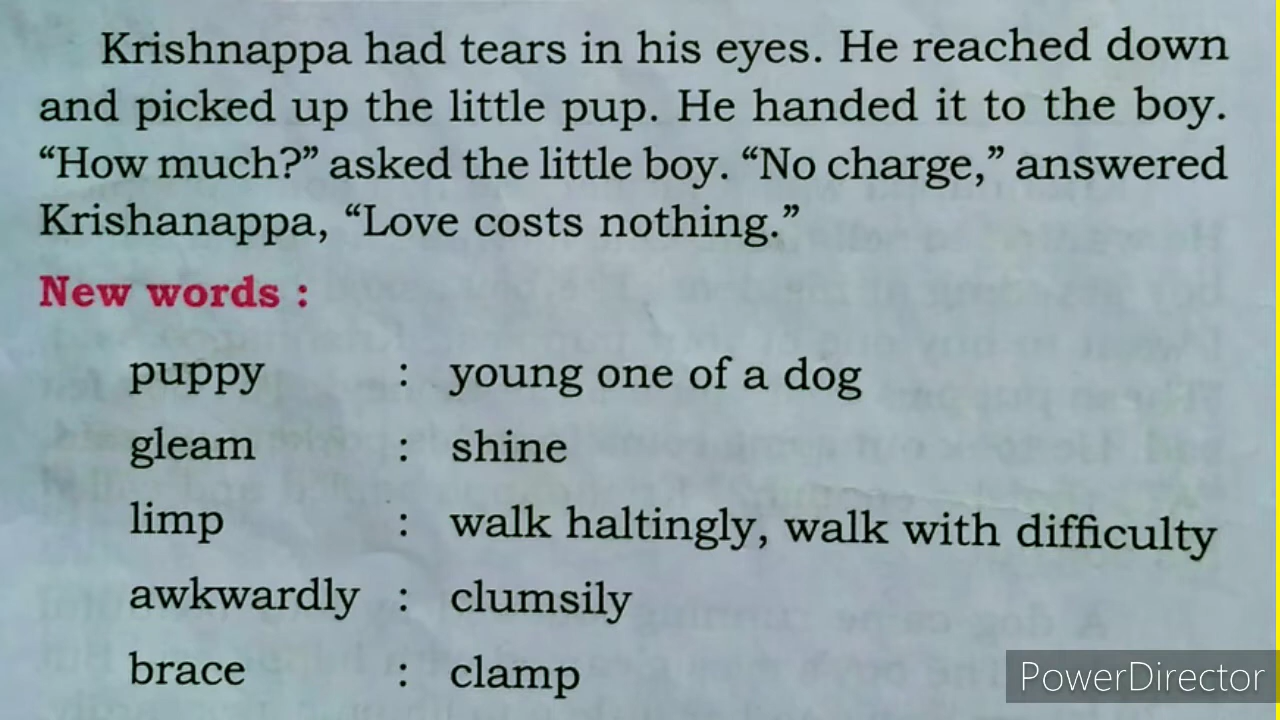 Krishnappa had tears in his eyes. He reached down
and picked up the little pup. He handed it to the boy.
“How much?” asked the little boy. “No charge,” answered
Krishanappa, “Love costs nothing.”
New words :
puppy : young one of a dog
gleam : shine
limp : walk haltingly, walk with difficulty
awkwardly : clumsily
brace : clamp
PowerDirector